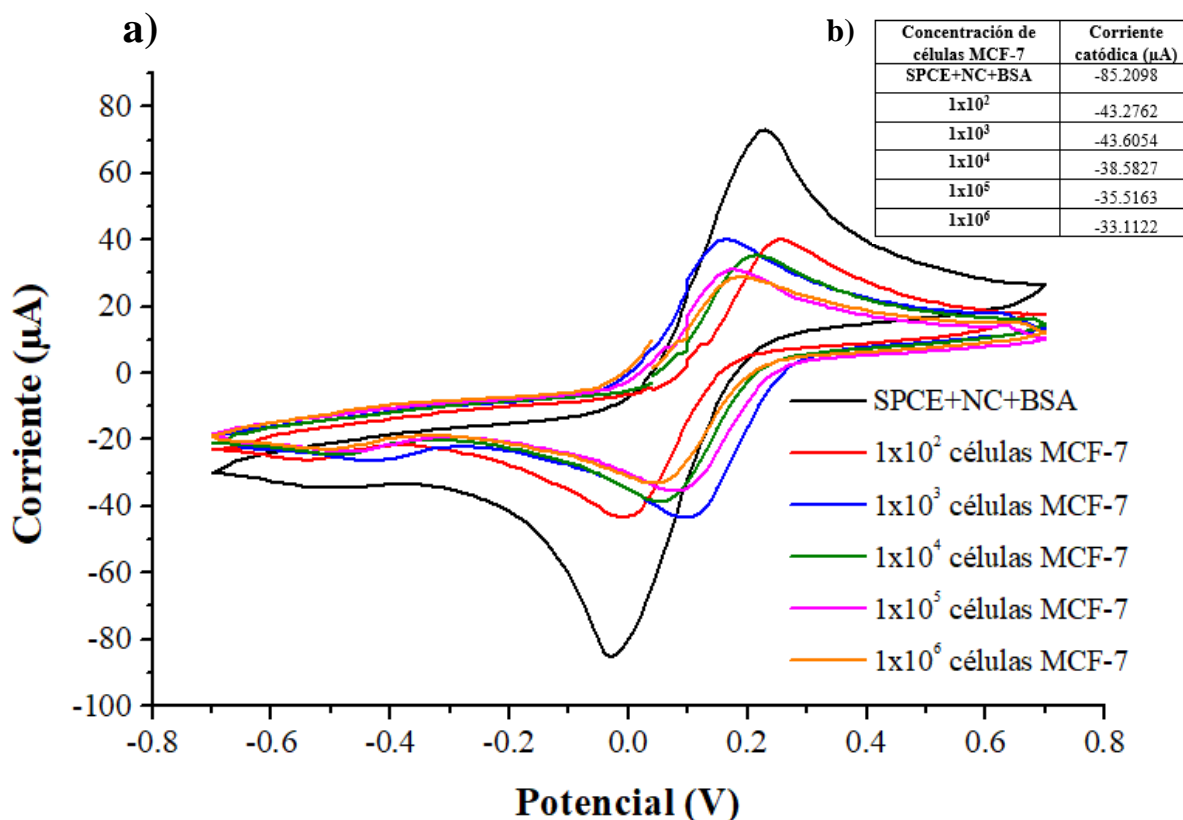 a)
b)
Concentración de células MCF-7 Corriente catódica (µA)
SPCE+NC+BSA -85.2098
1x10² -43.2762
1x10³ -43.6054
1x10⁴ -38.5827
1x10⁵ -35.5163
1x10⁶ -33.1122
Corriente (µA)
80
60
40
20
0
-20
-40
-60
-80
-100
SPCE+NC+BSA
1x10² células MCF-7
1x10³ células MCF-7
1x10⁴ células MCF-7
1x10⁵ células MCF-7
1x10⁶ células MCF-7
-0.8 -0.6 -0.4 -0.2 0.0 0.2 0.4 0.6 0.8
Potencial (V)